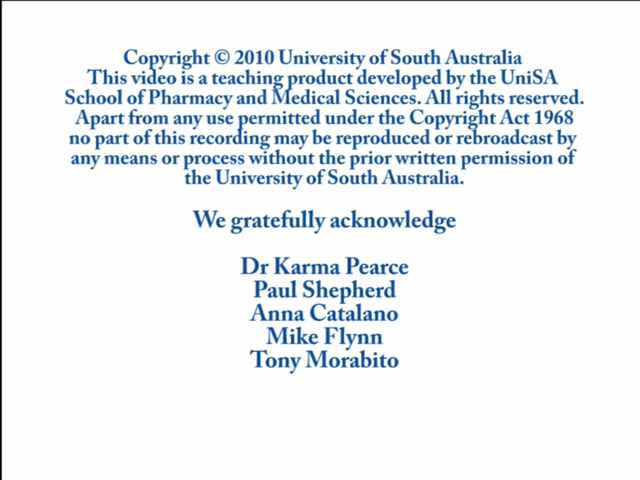 Copyright © 2010 University of South Australia
This video is a teaching product developed by the UniSA
School of Pharmacy and Medical Sciences. All rights reserved.
Apart from any use permitted under the Copyright Act 1968
no part of this recording may be reproduced or rebroadcast by
any means or process without the prior written permission of
the University of South Australia.
We gratefully acknowledge
Dr Karma Pearce
Paul Shepherd
Anna Catalano
Mike Flynn
Tony Morabito